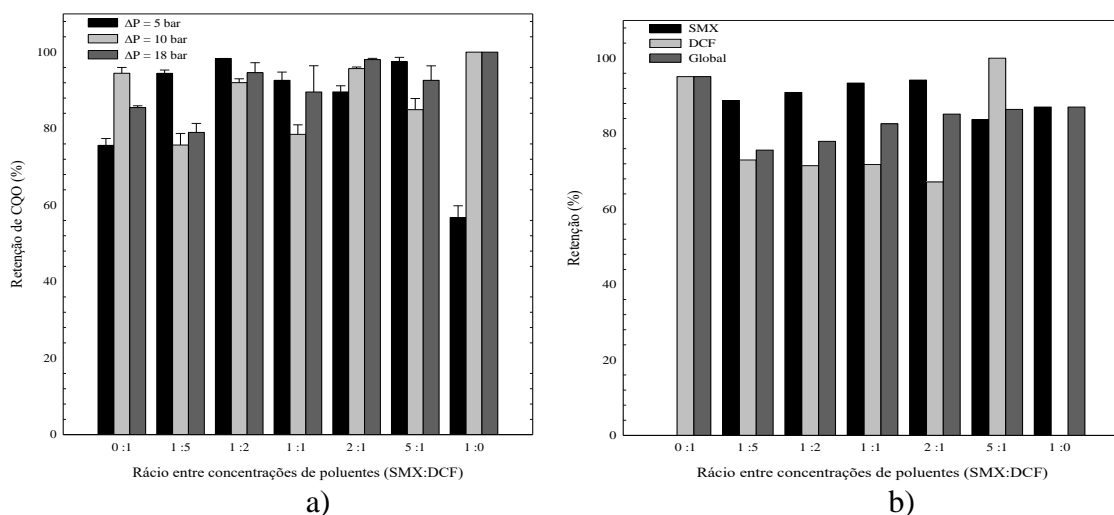 ΔP = 5 bar
ΔP = 10 bar
ΔP = 18 bar
Retenção de CQO (%)
100
80
60
40
20
0
0 :1 1 :5 1 :2 1 :1 2 :1 5 :1 1 :0
Rácio entre concentrações de poluentes (SMX:DCF)
a)
SMX
DCF
Global
Retenção (%)
100
80
60
40
20
0
0 :1 1 :5 1 :2 1 :1 2 :1 5 :1 1 :0
Rácio entre concentrações de poluentes (SMX:DCF)
b)